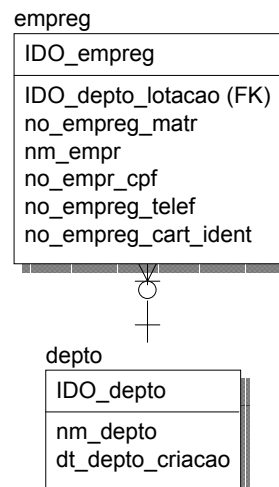 empreg
IDO_empreg
IDO_depto_lotacao (FK)
no_empreg_matr
nm_empr
no_empr_cpf
no_empreg_telef
no_empreg_cart_ident
depto
IDO_depto
nm_depto
dt_depto_criacao